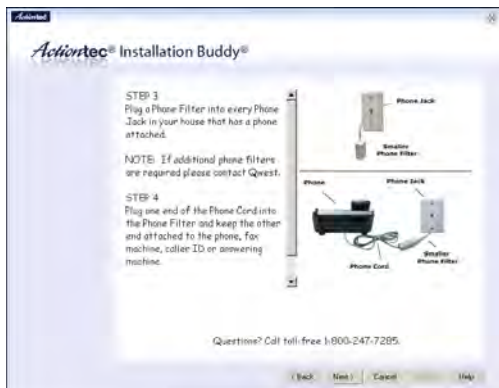 Actiontec
Actiontec® Installation Buddy®
STEP 3
Plug a Phone Filter into every Phone
Jack in your house that has a phone
attached.
NOTE: If additional phone filters
are required please contact Qwest.
STEP 4
Plug one end of the Phone Cord into
the Phone Filter and keep the other
end attached to the phone, fax
machine, caller ID or answering
machine.
Phone Jack
Smaller
Phone Filter
Phone
Phone Jack
Smaller
Phone Filter
Phone Cord
Questions? Call toll-free 1-800-247-7285.
< Back
Next >
Cancel
Help